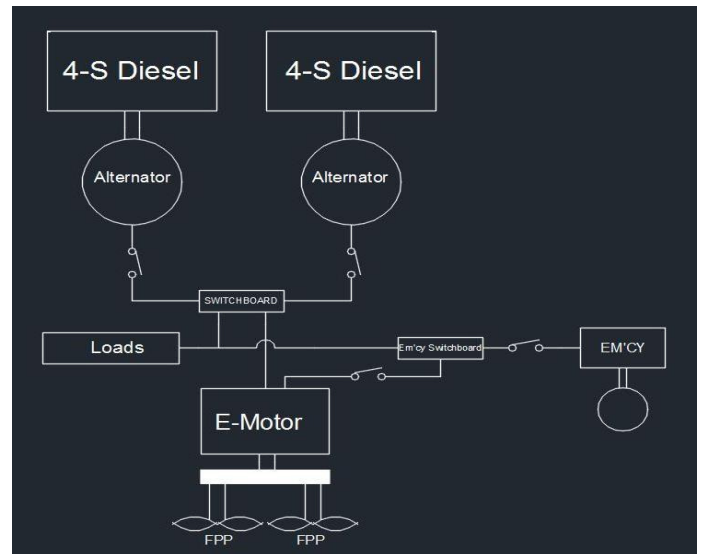 4-S Diesel
4-S Diesel
Alternator
Alternator
SWITCHBOARD
Loads
Em'cy Switchboard
EM'CY
E-Motor
FPP
FPP